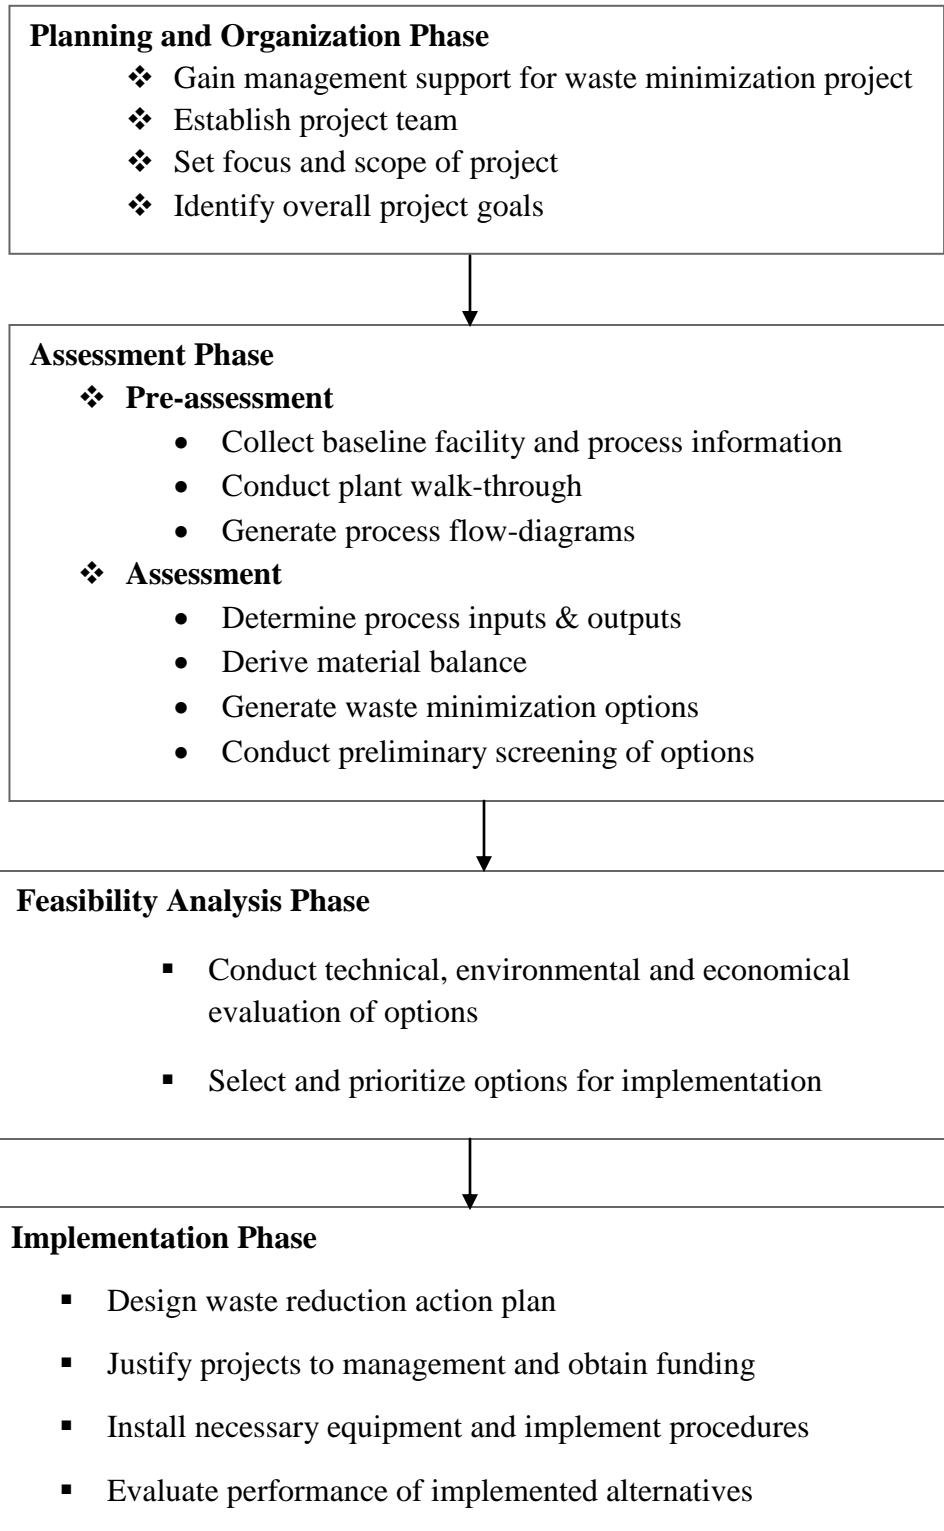 Planning and Organization Phase
❖ Gain management support for waste minimization project
❖ Establish project team
❖ Set focus and scope of project
❖ Identify overall project goals
Assessment Phase
❖ Pre-assessment
• Collect baseline facility and process information
• Conduct plant walk-through
• Generate process flow-diagrams
❖ Assessment
• Determine process inputs & outputs
• Derive material balance
• Generate waste minimization options
• Conduct preliminary screening of options
Feasibility Analysis Phase
▪ Conduct technical, environmental and economical
evaluation of options
▪ Select and prioritize options for implementation
Implementation Phase
▪ Design waste reduction action plan
▪ Justify projects to management and obtain funding
▪ Install necessary equipment and implement procedures
▪ Evaluate performance of implemented alternatives